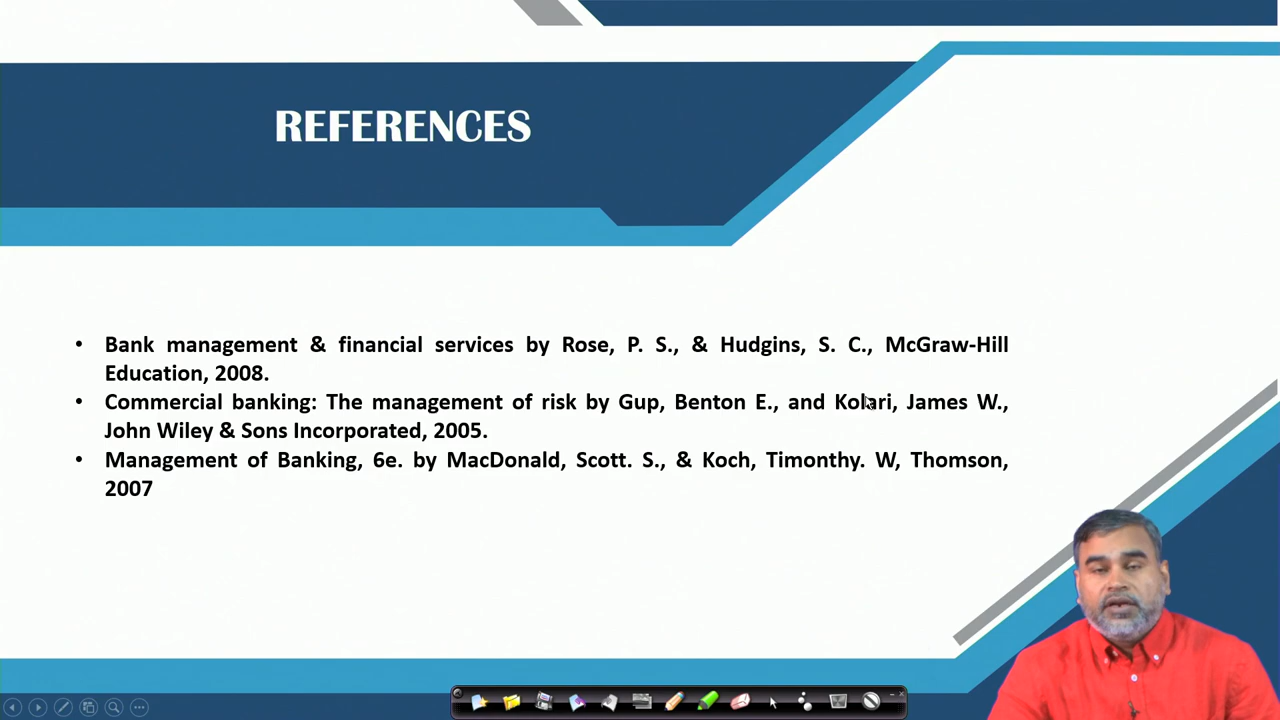 REFERENCES
• Bank management & financial services by Rose, P. S., & Hudgins, S. C., McGraw-Hill
Education, 2008.
• Commercial banking: The management of risk by Gup, Benton E., and Kolari, James W.,
John Wiley & Sons Incorporated, 2005.
• Management of Banking, 6e. by MacDonald, Scott. S., & Koch, Timonthy. W, Thomson,
2007